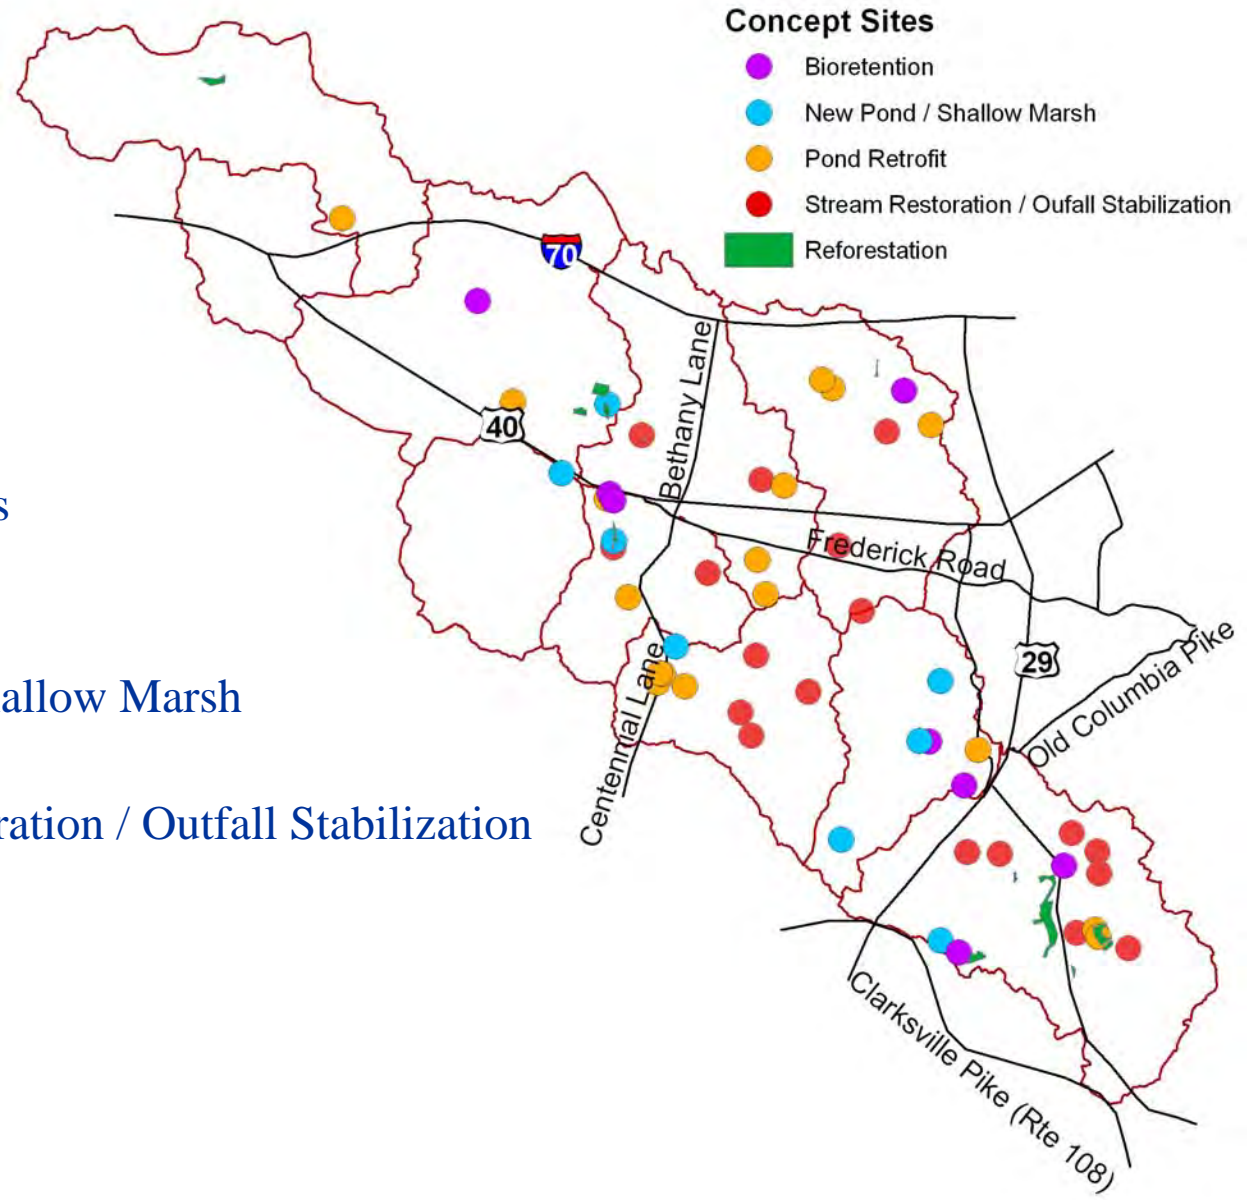 Concept Sites
Bioretention
New Pond / Shallow Marsh
Pond Retrofit
Stream Restoration / Oufall Stabilization
Reforestation
70
Bethany Lane
40
s
Frederick Road
29
Old Columbia Pike
Centennial Lane
allow Marsh
ration / Outfall Stabilization
Clarksville Pike (Rte 108)